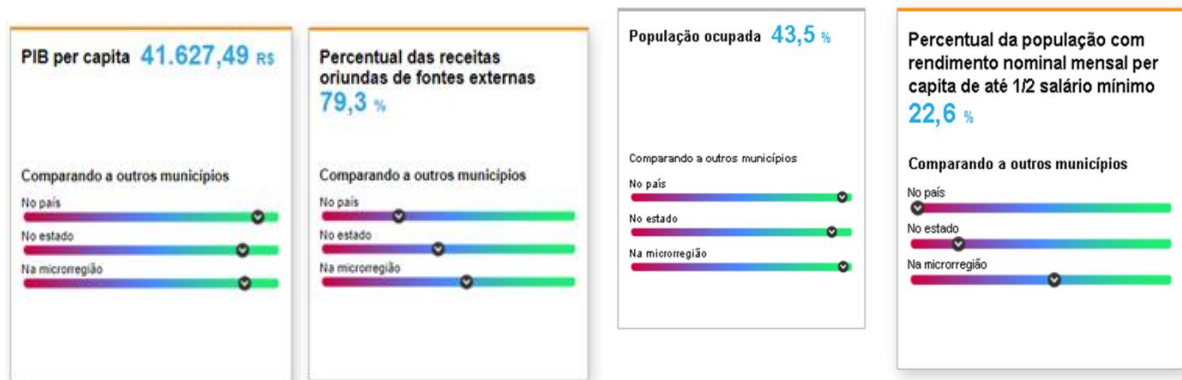 PIB per capita 41.627,49 R$
Comparando a outros municípios
No país
No estado
Na microrregião
Percentual das receitas
oriundas de fontes externas
79,3 %
Comparando a outros municípios
No país
No estado
Na microrregião
População ocupada 43,5 %
Comparando a outros municípios
No país
No estado
Na microrregião
Percentual da população com
rendimento nominal mensal per
capita de até 1/2 salário mínimo
22,6 %
Comparando a outros municípios
No país
No estado
Na microrregião